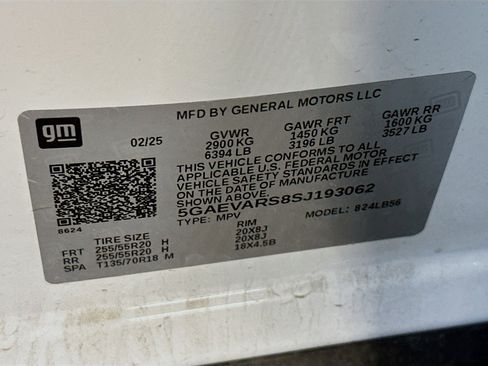 MFD BY GENERAL MOTORS LLC
gm
02/25
GVWR GAWR FRT GAWR RR
2900 KG 1450 KG 1600 KG
6394 LB 3196 LB 3527 LB
THIS VEHICLE CONFORMS TO ALL
APPLICABLE U.S. FEDERAL MOTOR
VEHICLE SAFETY STANDARDS IN EFFECT
ON THE DATE OF MANUFACTURE
SHOWN ABOVE.
5GAEVARS8SJ193062
TYPE: MPV MODEL: 824LB56
8624
TIRE SIZE RIM
FRT 255/55R20 H 20X8J
RR 255/55R20 H 20X8J
SPA T135/70R18 M 18X4.5B